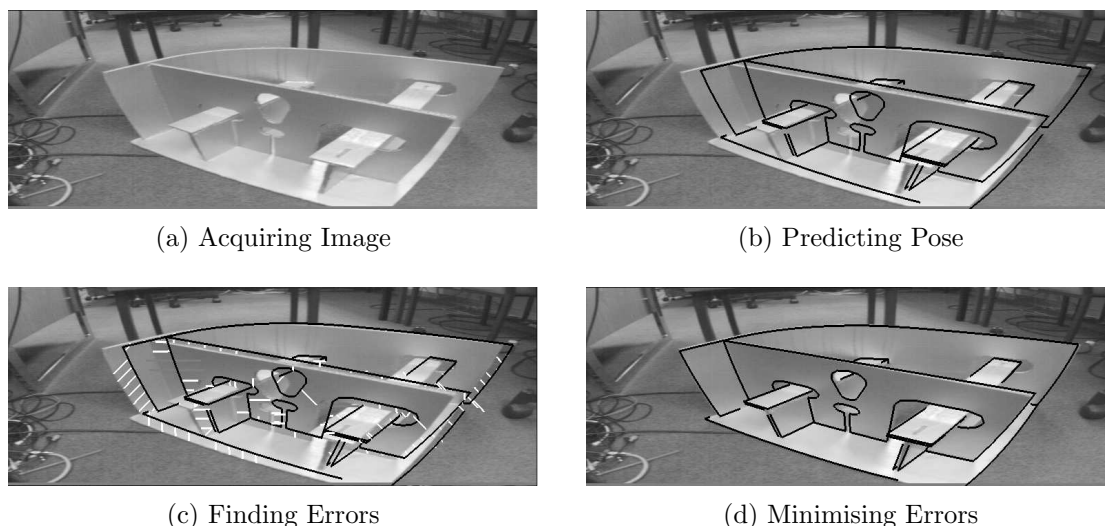 (a) Acquiring Image
(b) Predicting Pose
(c) Finding Errors
(d) Minimising Errors